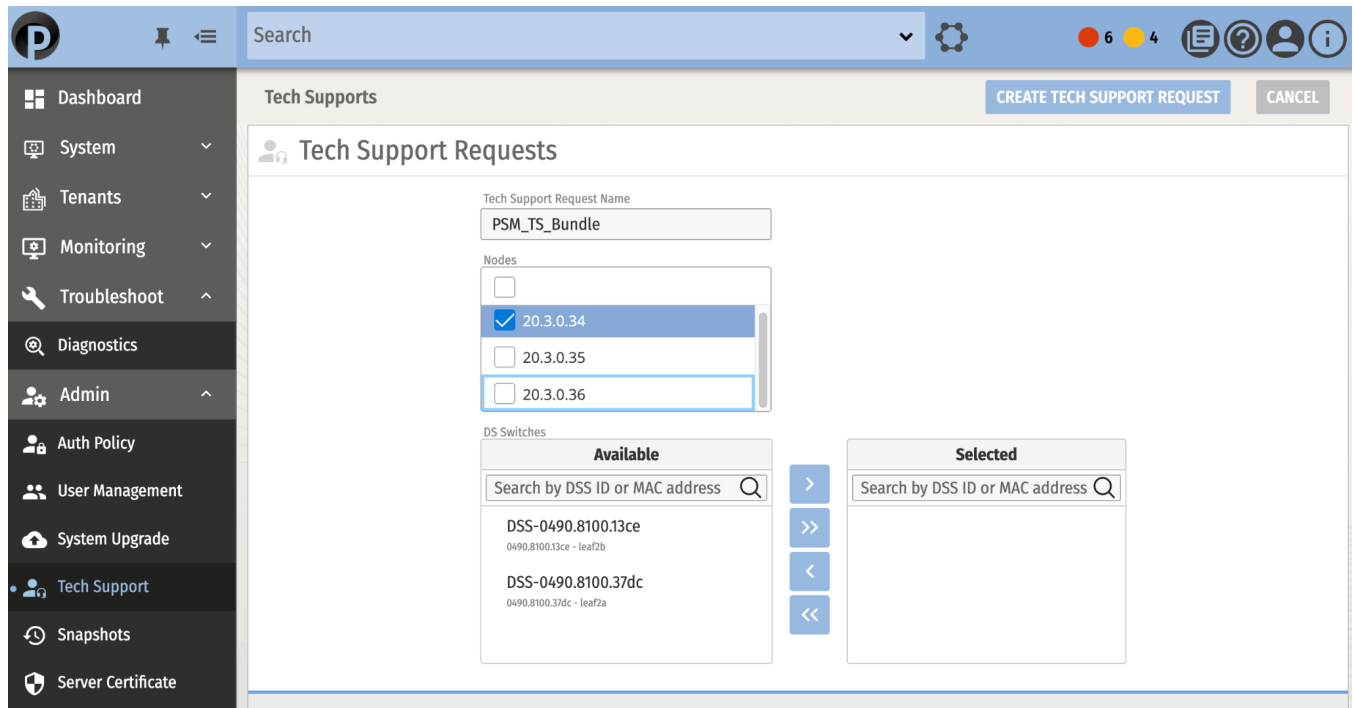 P
Search
6
4
Dashboard
System
Tenants
Monitoring
Troubleshoot
Diagnostics
Admin
Auth Policy
User Management
System Upgrade
Tech Support
Snapshots
Server Certificate
Tech Supports
CREATE TECH SUPPORT REQUEST
CANCEL
Tech Support Requests
Tech Support Request Name
PSM_TS_Bundle
Nodes
20.3.0.34
20.3.0.35
20.3.0.36
DS Switches
Available
Search by DSS ID or MAC address
DSS-0490.8100.13ce
0490.8100.13ce - leaf2b
DSS-0490.8100.37dc
0490.8100.37dc - leaf2a
Selected
Search by DSS ID or MAC address